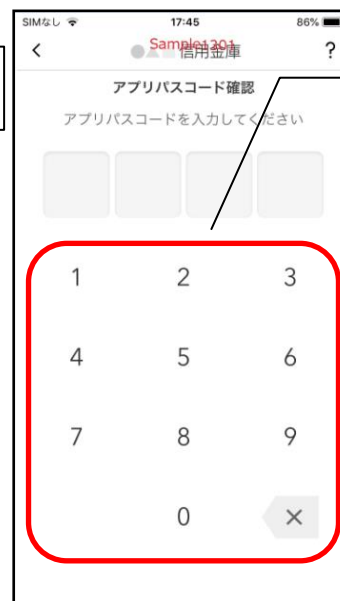 SIMなし 17:45 86%
●▲■信用金庫 ?
Sample1201
アプリパスコード確認
アプリパスコードを入力してください
1 2 3
4 5 6
7 8 9
0 ×